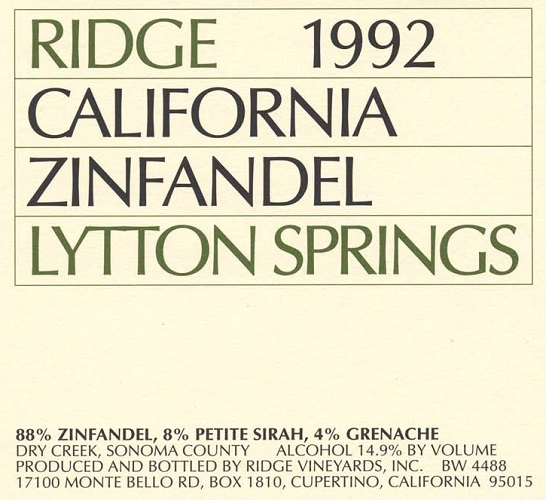 RIDGE 1992
CALIFORNIA
ZINFANDEL
LYTTON SPRINGS
88% ZINFANDEL, 8% PETITE SIRAH, 4% GRENACHE
DRY CREEK, SONOMA COUNTY ALCOHOL 14.9% BY VOLUME
PRODUCED AND BOTTLED BY RIDGE VINEYARDS, INC. BW 4488
17100 MONTE BELLO RD, BOX 1810, CUPERTINO, CALIFORNIA 95015